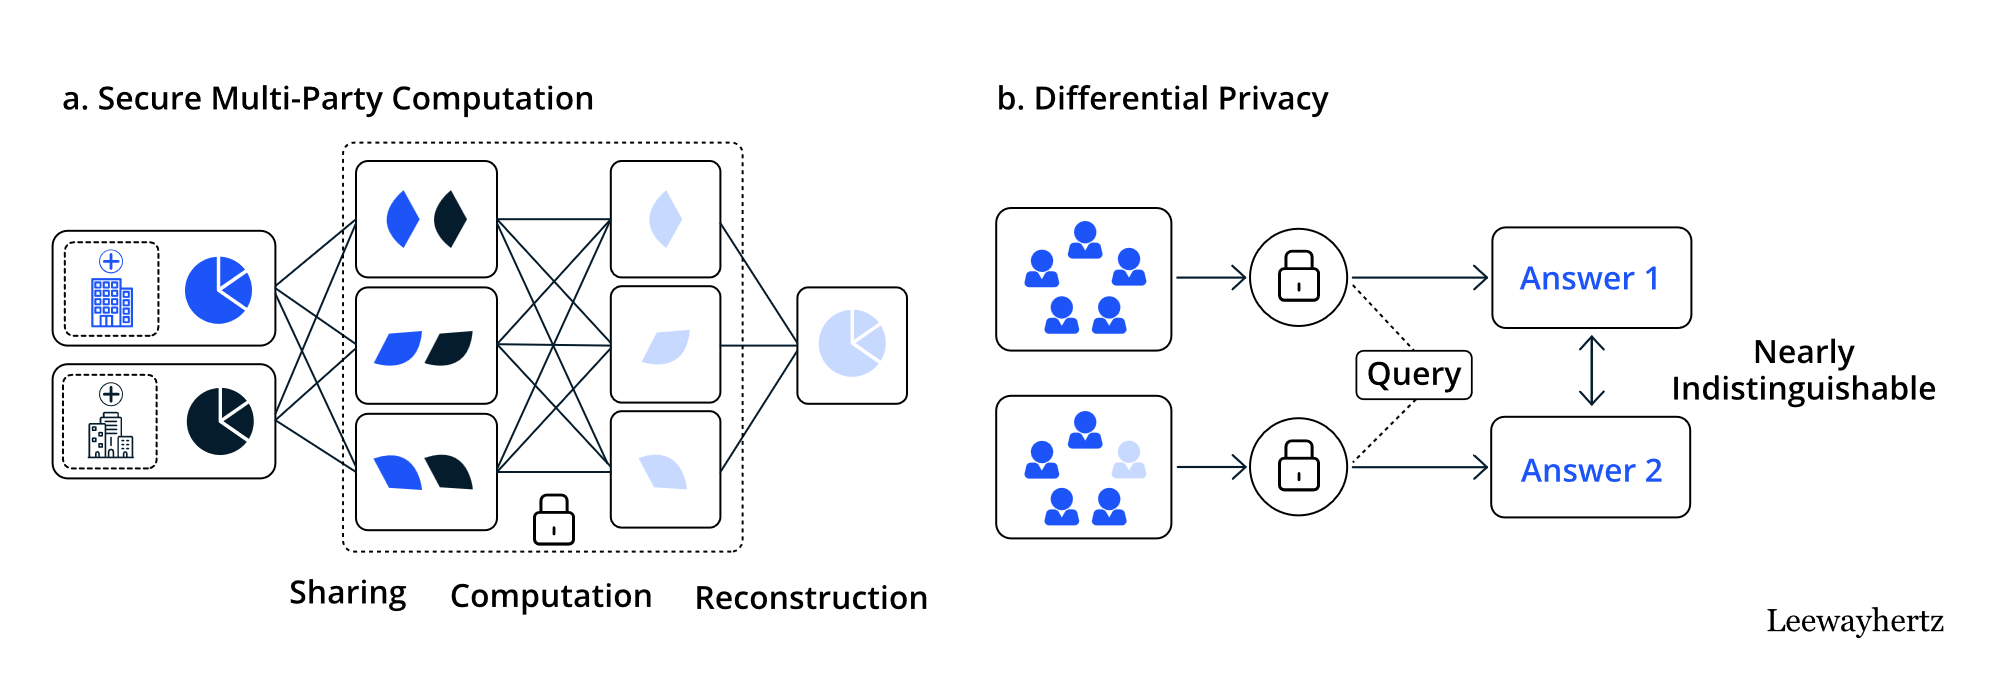 a. Secure Multi-Party Computation
Sharing
Computation
Reconstruction
b. Differential Privacy
Answer 1
Query
Nearly
Indistinguishable
Answer 2
Leewayhertz